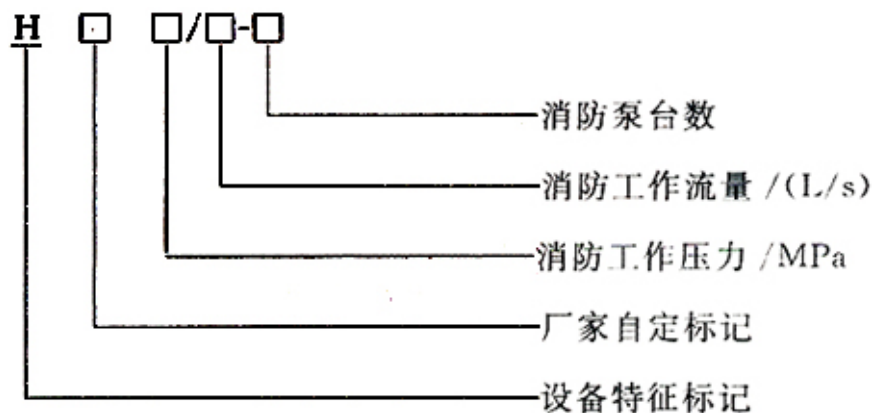 H □ □/□-□
消防泵台数
消防工作流量/(L/s)
消防工作压力/MPa
厂家自定标记
设备特征标记